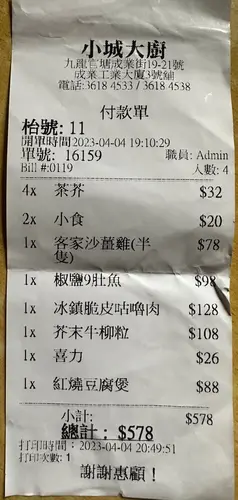 小城大廚
九龍官塘成業街19-21號
成業工業大廈3號舖
電話:3618 4533 / 3618 4538
付款單
枱號: 11
開單時間2023-04-04 19:10:29
單號: 16159 職員: Admin
Bill #:0119 人數: 4
4x 茶芥 $32
2x 小食 $20
1x 客家沙薑雞(半 $78
隻)
1x 椒鹽9肚魚 $98
1x 冰鎮脆皮咕嚕肉 $128
1x 芥末牛柳粒 $108
1x 喜力 $26
1x 紅燒豆腐煲 $88
小計: $578
總計: $578
打印時間: 2023-04-04 20:49:51
打印次數: 1
謝謝惠顧！